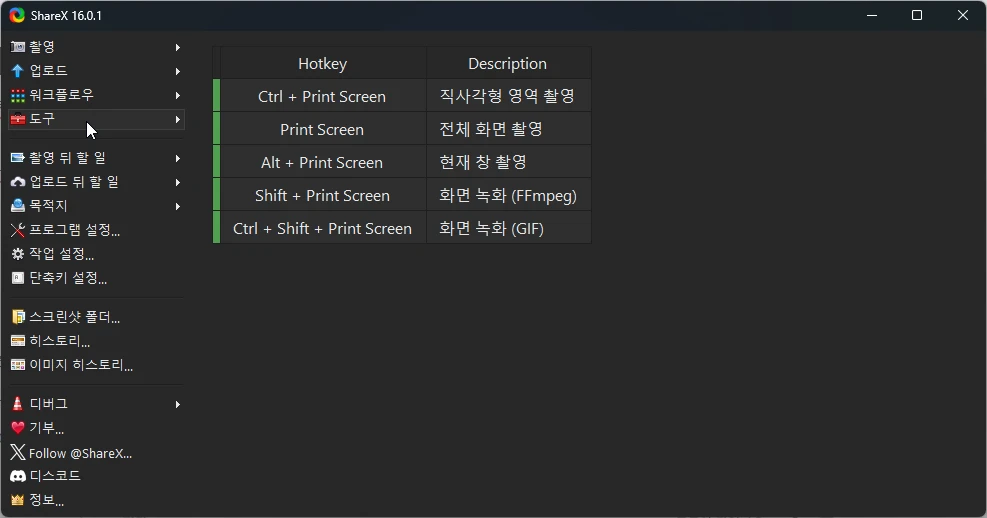 ShareX 16.0.1
촬영
업로드
워크플로우
도구
촬영 뒤 할 일
업로드 뒤 할 일
목적지
프로그램 설정...
작업 설정...
단축키 설정...
스크린샷 폴더...
히스토리...
이미지 히스토리...
디버그
기부...
Follow @ShareX...
디스코드
정보...
Hotkey Description
Ctrl + Print Screen 직사각형 영역 촬영
Print Screen 전체 화면 촬영
Alt + Print Screen 현재 창 촬영
Shift + Print Screen 화면 녹화 (FFmpeg)
Ctrl + Shift + Print Screen 화면 녹화 (GIF)